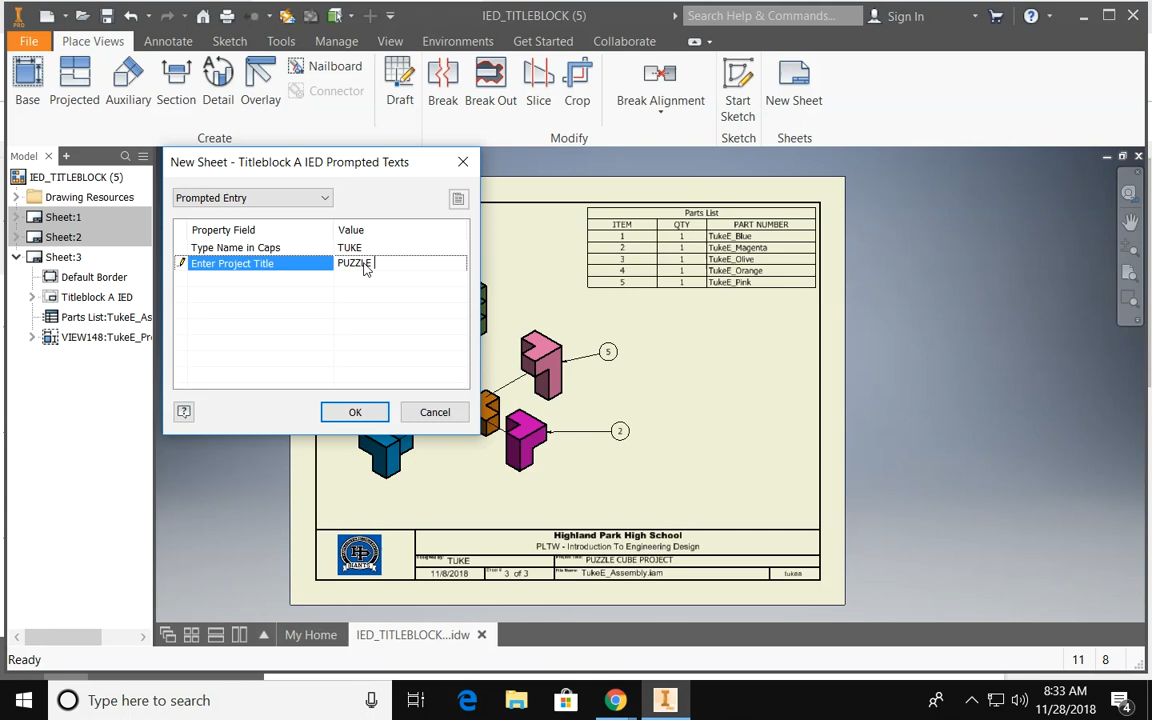 I PRO
IED_TITLEBLOCK (5)
Search Help & Commands...
Sign In
File
Place Views
Annotate
Sketch
Tools
Manage
View
Environments
Get Started
Collaborate
Base
Projected
Auxiliary
Section
Detail
Overlay
Nailboard
Connector
Draft
Break
Break Out
Slice
Crop
Break Alignment
Start Sketch
New Sheet
Create
Modify
Sketch
Sheets
Model
IED_TITLEBLOCK (5)
Drawing Resources
Sheet:1
Sheet:2
Sheet:3
Default Border
Titleblock A IED
Parts List:TukeE_As
VIEW148:TukeE_Pr
New Sheet - Titleblock A IED Prompted Texts
Prompted Entry
Property Field Value
Type Name in Caps TUKE
Enter Project Title PUZZLE
OK
Cancel
Parts List
ITEM QTY PART NUMBER
1 1 TukeE_Blue
2 1 TukeE_Magenta
3 1 TukeE_Olive
4 1 TukeE_Orange
5 1 TukeE_Pink
5
2
Highland Park High School
PLTW - Introduction To Engineering Design
TUKE
PUZZLE CUBE PROJECT
11/8/2018
3 of 3
TukeE_Assembly.iam
tukee
My Home
IED_TITLEBLOCK...idw
Ready
11 8
Type here to search
8:33 AM
11/28/2018
4